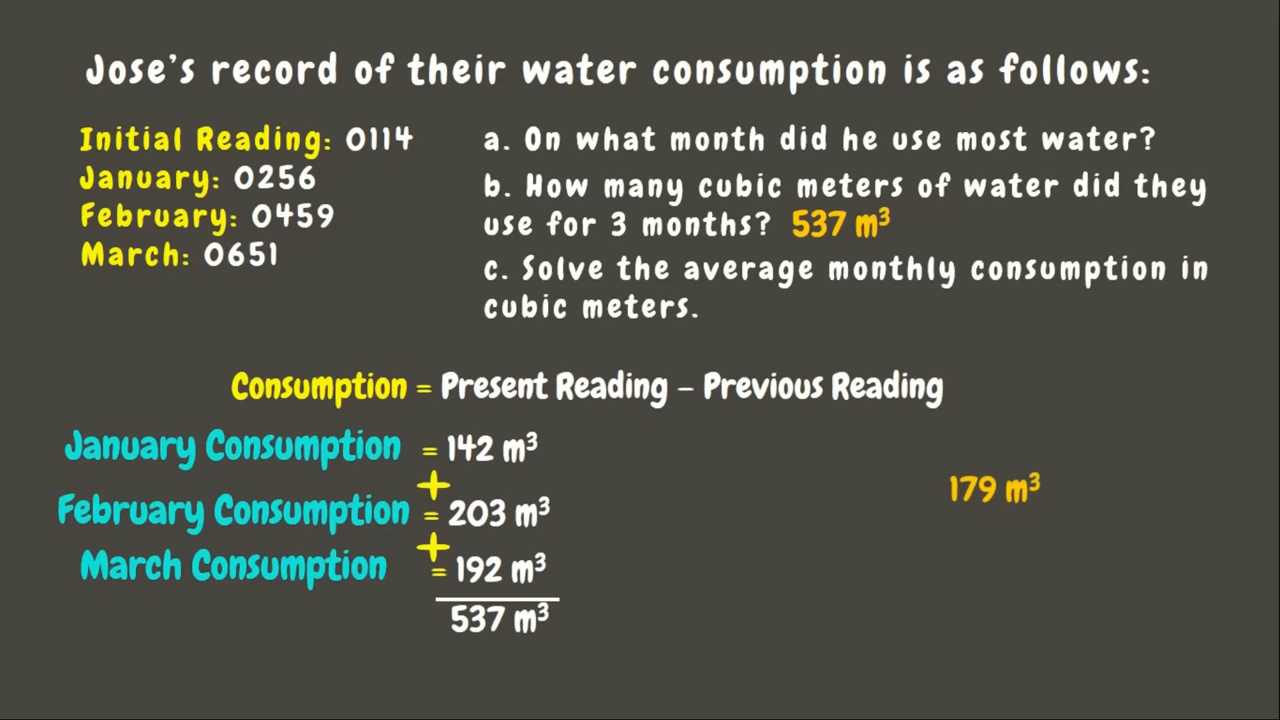 Jose's record of their water consumption is as follows:
Initial Reading: 0114
January: 0256
February: 0459
March: 0651
a. On what month did he use most water?
b. How many cubic meters of water did they
use for 3 months? 537 m³
c. Solve the average monthly consumption in
cubic meters.
Consumption = Present Reading - Previous Reading
January Consumption = 142 m³
+
February Consumption = 203 m³
+
March Consumption = 192 m³
537 m³
179 m³